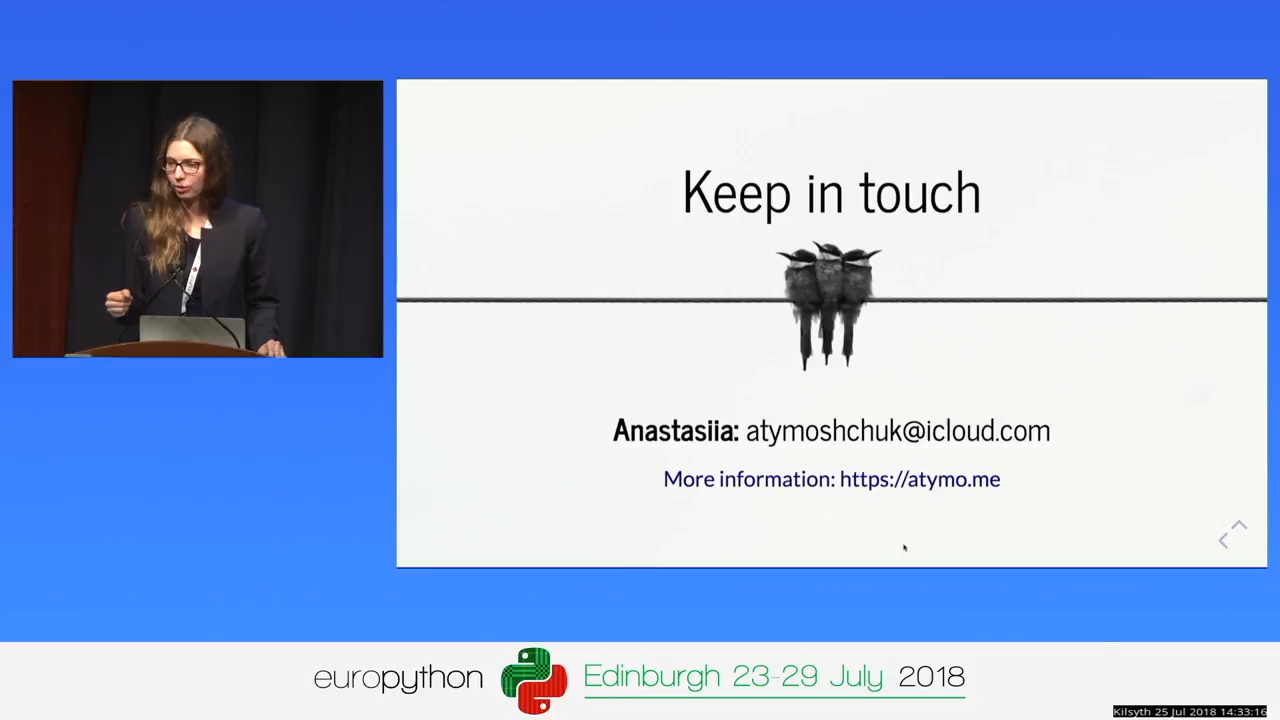 Keep in touch
Anastasiia: atymoshchuk@icloud.com
More information: https://atymo.me
europython Edinburgh 23-29 July 2018
Kilsyth 25 Jul 2018 14:33:16